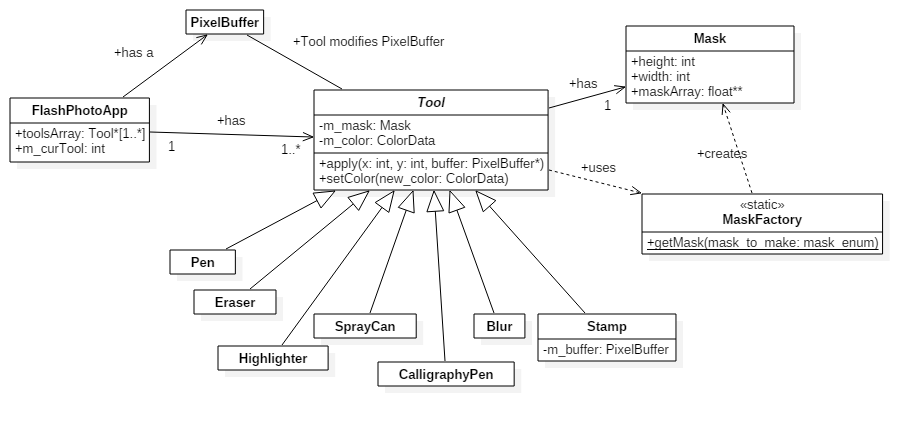 PixelBuffer
+Tool modifies PixelBuffer
+has a
Mask
+height: int
+width: int
+maskArray: float**
FlashPhotoApp
+toolsArray: Tool*[1..*]
+m_curTool: int
+has
1
1..*
Tool
-m_mask: Mask
-m_color: ColorData
+apply(x: int, y: int, buffer: PixelBuffer*)
+setColor(new_color: ColorData)
+has
1
+creates
+uses
«static»
MaskFactory
+getMask(mask_to_make: mask_enum)
Pen
Eraser
Highlighter
SprayCan
CalligraphyPen
Blur
Stamp
-m_buffer: PixelBuffer